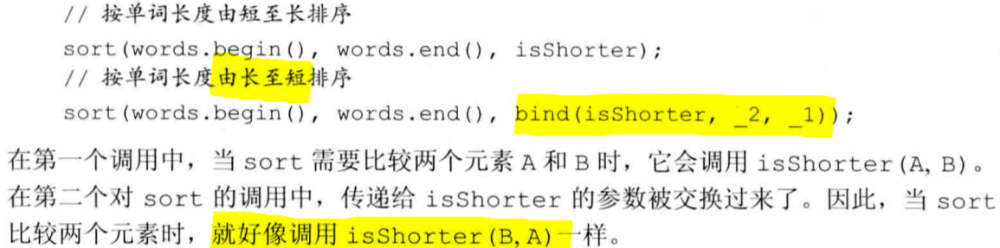 // 按单词长度由短至长排序
sort(words.begin(), words.end(), isShorter);
// 按单词长度由长至短排序
sort(words.begin(), words.end(), bind(isShorter, _2, _1));
在第一个调用中，当 sort 需要比较两个元素 A 和 B 时，它会调用 isShorter(A, B)。
在第二个对 sort 的调用中，传递给 isShorter 的参数被交换过来了。因此，当 sort
比较两个元素时，就好像调用 isShorter(B, A)一样。